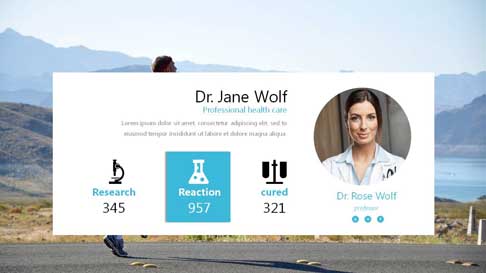 Dr. Jane Wolf
Professional health care
Lorem ipsum dolor sit amet, consectetur adipiscing elit, sed to
eiusmod tempor incididunt ut labore et dolore magna aliqua.
Research
345
Reaction
957
cured
321
Dr. Rose Wolf
professor